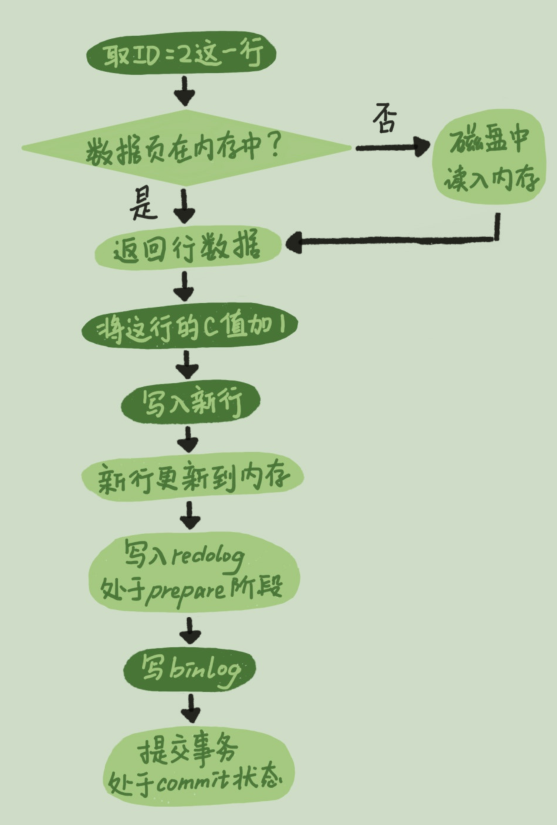 取ID=2这一行
数据页在内存中?
否
磁盘中
读入内存
是
返回行数据
将这行的C值加1
写入新行
新行更新到内存
写入redolog
处于prepare阶段
写binlog
提交事务
处于commit状态